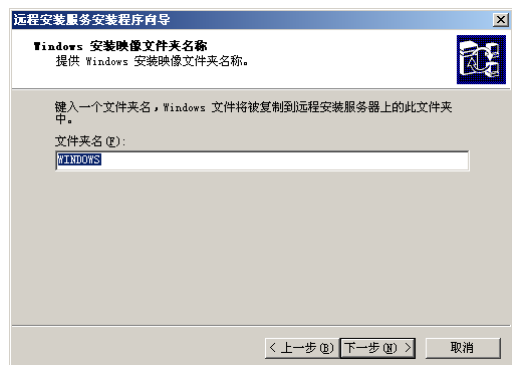 远程安装服务安装程序向导
Windows 安装映像文件夹名称
提供 Windows 安装映像文件夹名称。
键入一个文件夹名，Windows 文件将被复制到远程安装服务器上的此文件夹
中。
文件夹名(F):
WINDOWS
< 上一步(B) 下一步(N) > 取消